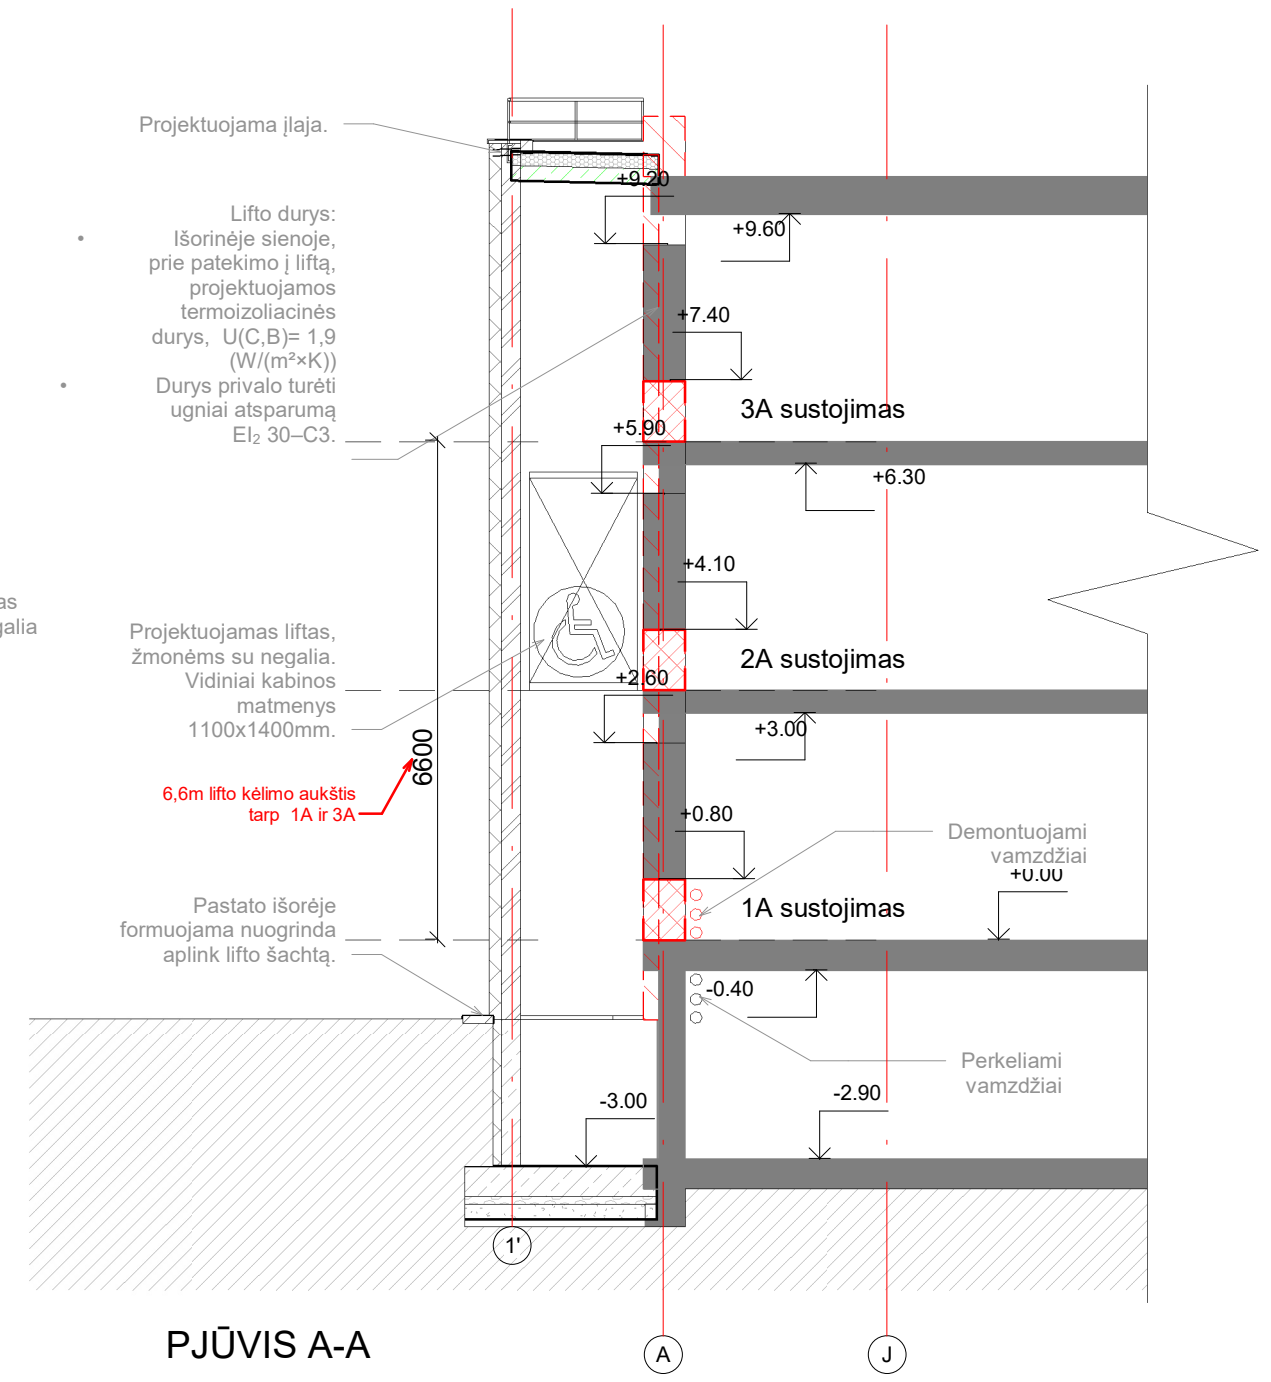 Projektuojama įlaja.
+9.20
Lifto durys:
• Išorinėje sienoje,
prie patekimo į liftą,
projektuojamos
termoizoliacinės
durys, U(C,B)= 1,9
(W/(m²×K))
• Durys privalo turėti
ugniai atsparumą
EI₂ 30–C3.
+9.60
+7.40
3A sustojimas
+5.90
+6.30
+4.10
as
galia
Projektuojamas liftas,
žmonėms su negalia.
Vidiniai kabinos
matmenys
1100x1400mm.
2A sustojimas
+2.60
+3.00
6600
6,6m lifto kėlimo aukštis
tarp 1A ir 3A
+0.80
Demontuojami
vamzdžiai
+0.00
1A sustojimas
Pastato išorėje
formuojama nuogrinda
aplink lifto šachtą.
-0.40
Perkeliami
vamzdžiai
-3.00
-2.90
1'
PJŪVIS A-A
A
J